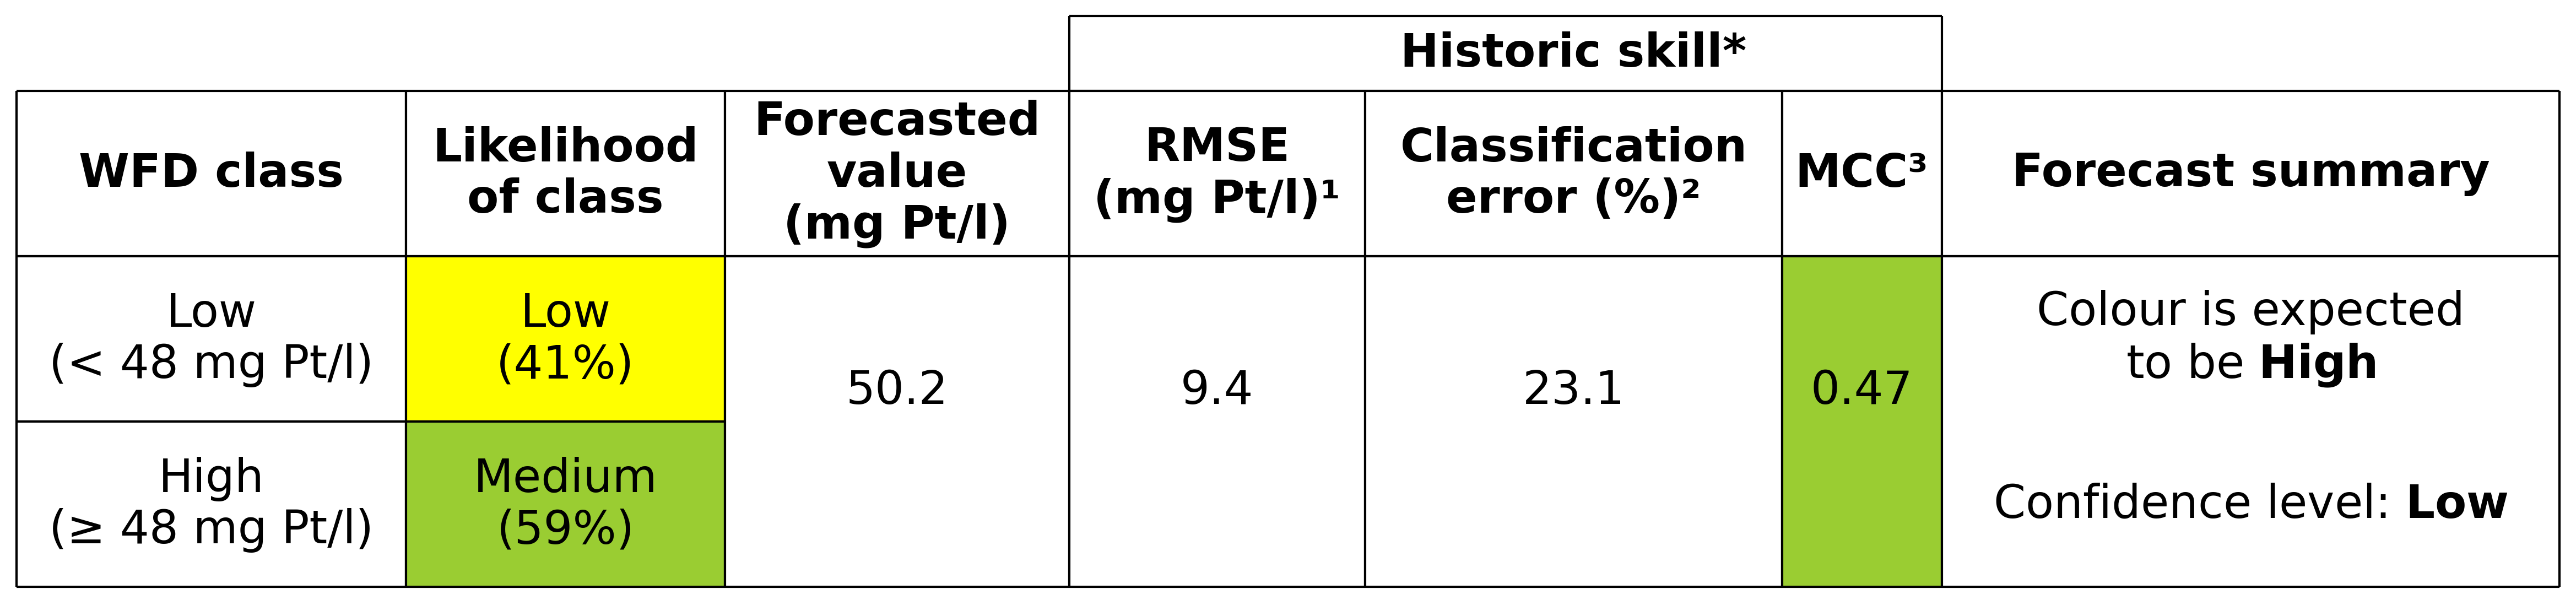 Historic skill*
WFD class
Likelihood
of class
Forecasted
value
(mg Pt/l)
RMSE
(mg Pt/l)¹
Classification
error (%)²
MCC³
Forecast summary
Low
(< 48 mg Pt/l)
Low
(41%)
50.2
9.4
23.1
0.47
Colour is expected
to be High
High
(≥ 48 mg Pt/l)
Medium
(59%)
Confidence level: Low